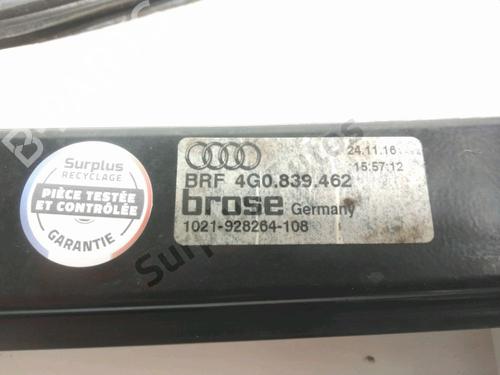 Surplus
RECYCLAGE
PIÈCE TESTÉE
ET CONTRÔLÉE
GARANTIE
24.11.16
15:57:12
BRF 4G0.839.462
brose Germany
1021-928264-108